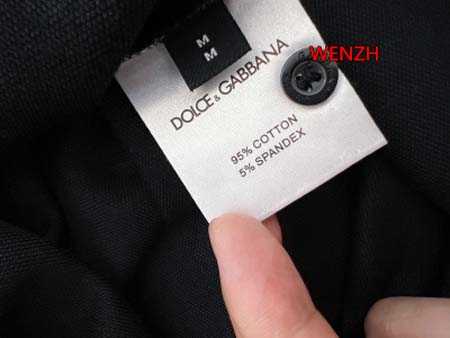 M
M
WENZH
DOLCE & GABBANA
95% COTTON
5% SPANDEX